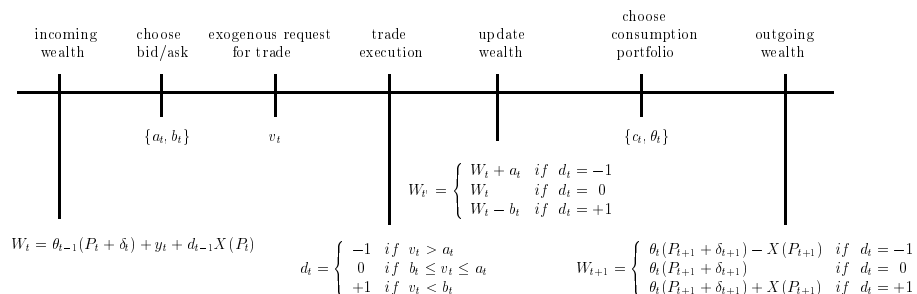 incoming wealth
choose bid/ask
exogenous request for trade
trade execution
update wealth
choose consumption portfolio
outgoing wealth
{a_t, b_t}
v_t
{c_t, θ_t}
W_t' = { W_t + a_t if d_t = −1
W_t if d_t = 0
W_t − b_t if d_t = +1
W_t = θ_{t−1}(P_t + δ_t) + y_t + d_{t−1}X(P_t)
d_t = { −1 if v_t > a_t
0 if b_t ≤ v_t ≤ a_t
+1 if v_t < b_t
W_{t+1} = { θ_t(P_{t+1} + δ_{t+1}) − X(P_{t+1}) if d_t = −1
θ_t(P_{t+1} + δ_{t+1}) if d_t = 0
θ_t(P_{t+1} + δ_{t+1}) + X(P_{t+1}) if d_t = +1